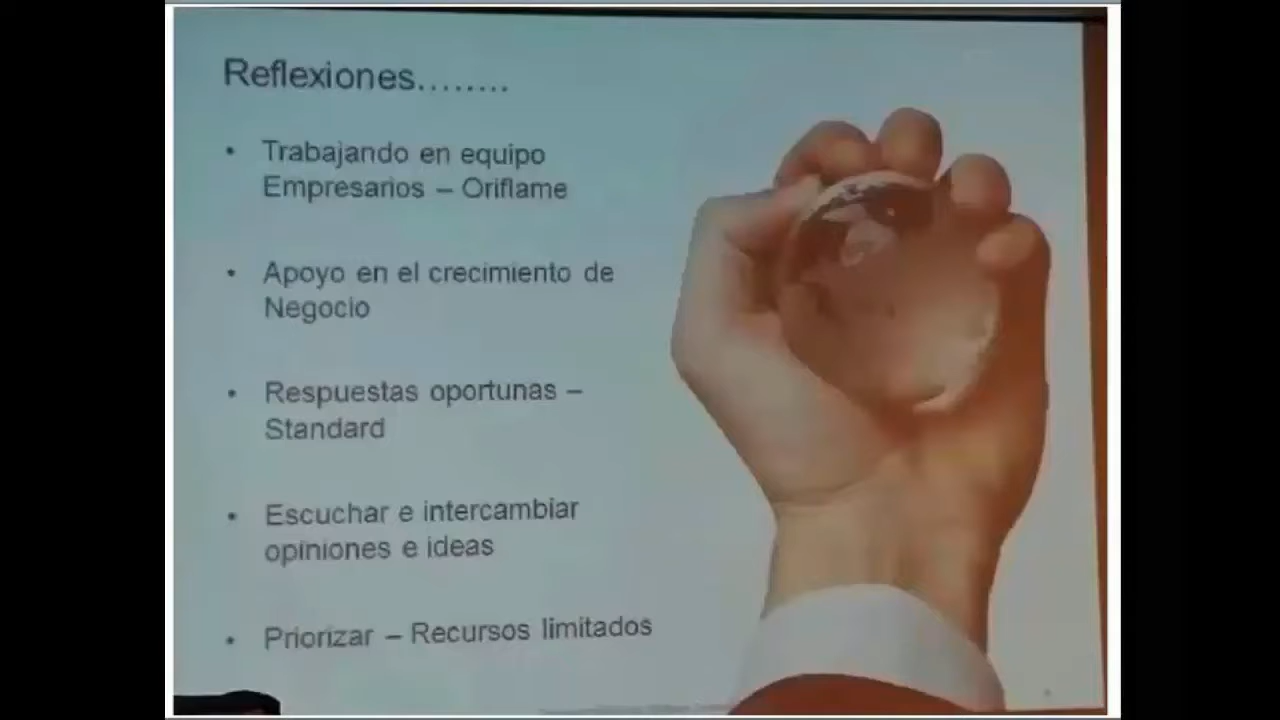 Reflexiones........
• Trabajando en equipo
Empresarios – Oriflame
• Apoyo en el crecimiento de
Negocio
• Respuestas oportunas –
Standard
• Escuchar e intercambiar
opiniones e ideas
• Priorizar – Recursos limitados